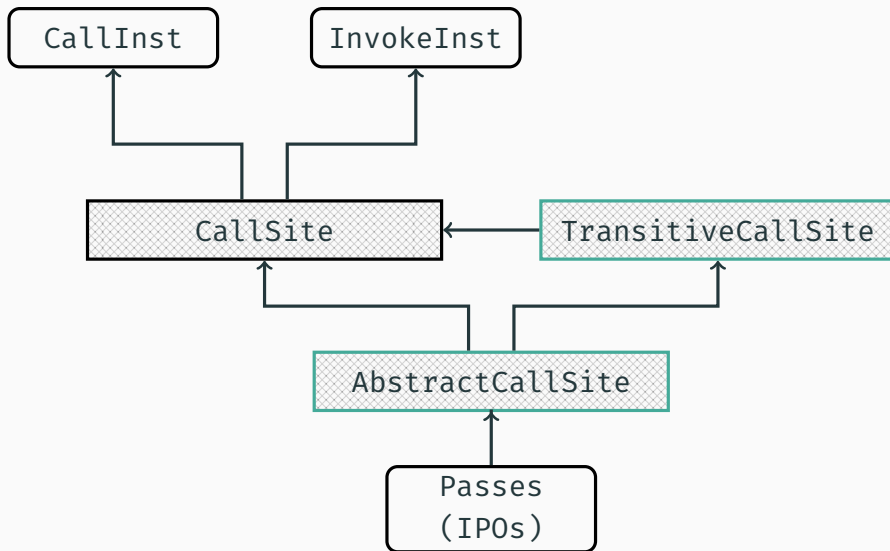 CallInst
InvokeInst
CallSite
TransitiveCallSite
AbstractCallSite
Passes
(IPOs)